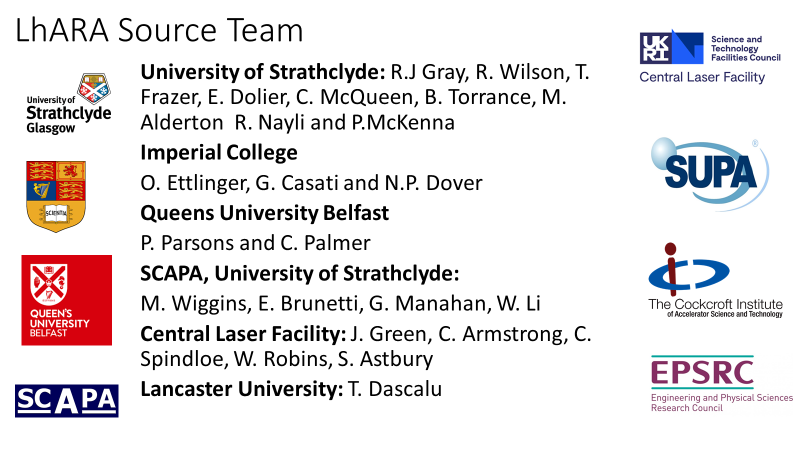 LhARA Source Team
University of Strathclyde: R.J Gray, R. Wilson, T.
Frazer, E. Dolier, C. McQueen, B. Torrance, M.
Alderton R. Nayli and P.McKenna
Imperial College
O. Ettlinger, G. Casati and N.P. Dover
Queens University Belfast
P. Parsons and C. Palmer
SCAPA, University of Strathclyde:
M. Wiggins, E. Brunetti, G. Manahan, W. Li
Central Laser Facility: J. Green, C. Armstrong, C.
Spindloe, W. Robins, S. Astbury
Lancaster University: T. Dascalu
University of
Strathclyde
Glasgow
SCIENTIA
QUEEN'S
UNIVERSITY
BELFAST
SCAPA
UK
RI
Science and
Technology
Facilities Council
Central Laser Facility
SUPA®
The Cockcroft Institute
of Accelerator Science and Technology
EPSRC
Engineering and Physical Sciences
Research Council